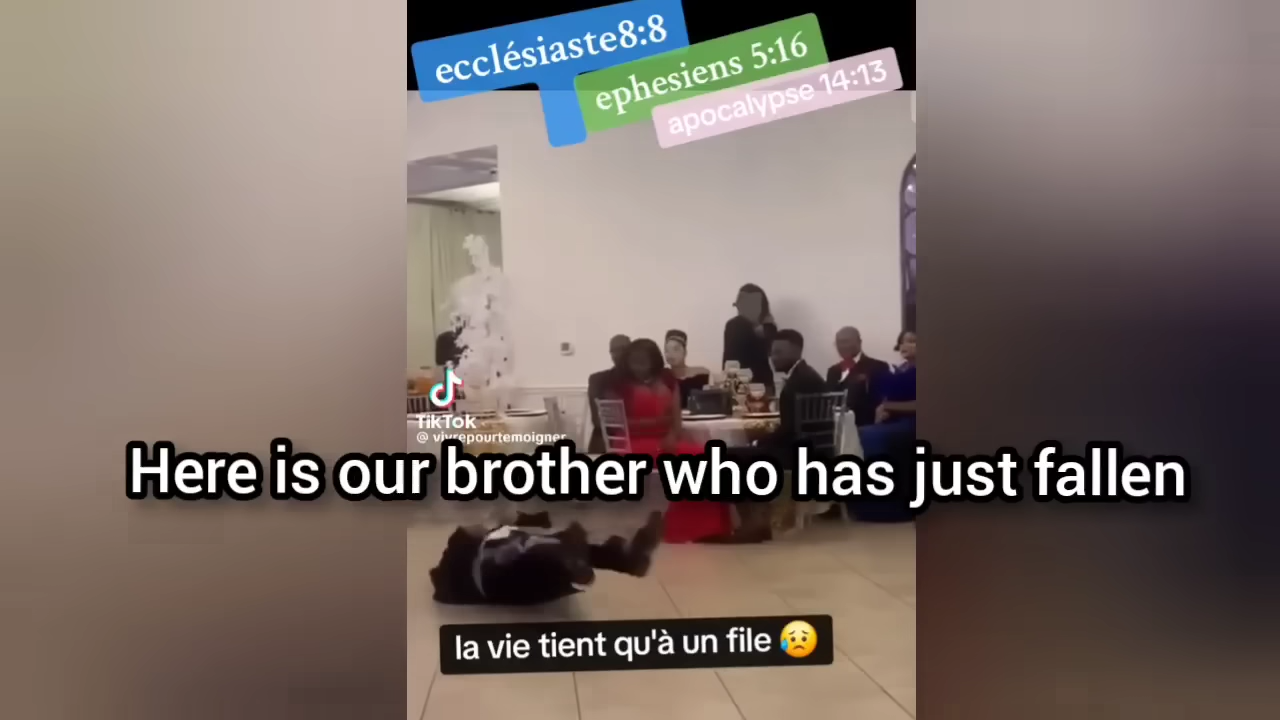 ecclésiaste8:8
ephesiens 5:16
apocalypse 14:13
TikTok
@ vivrepourtemoigner
Here is our brother who has just fallen
la vie tient qu'à un file 😥